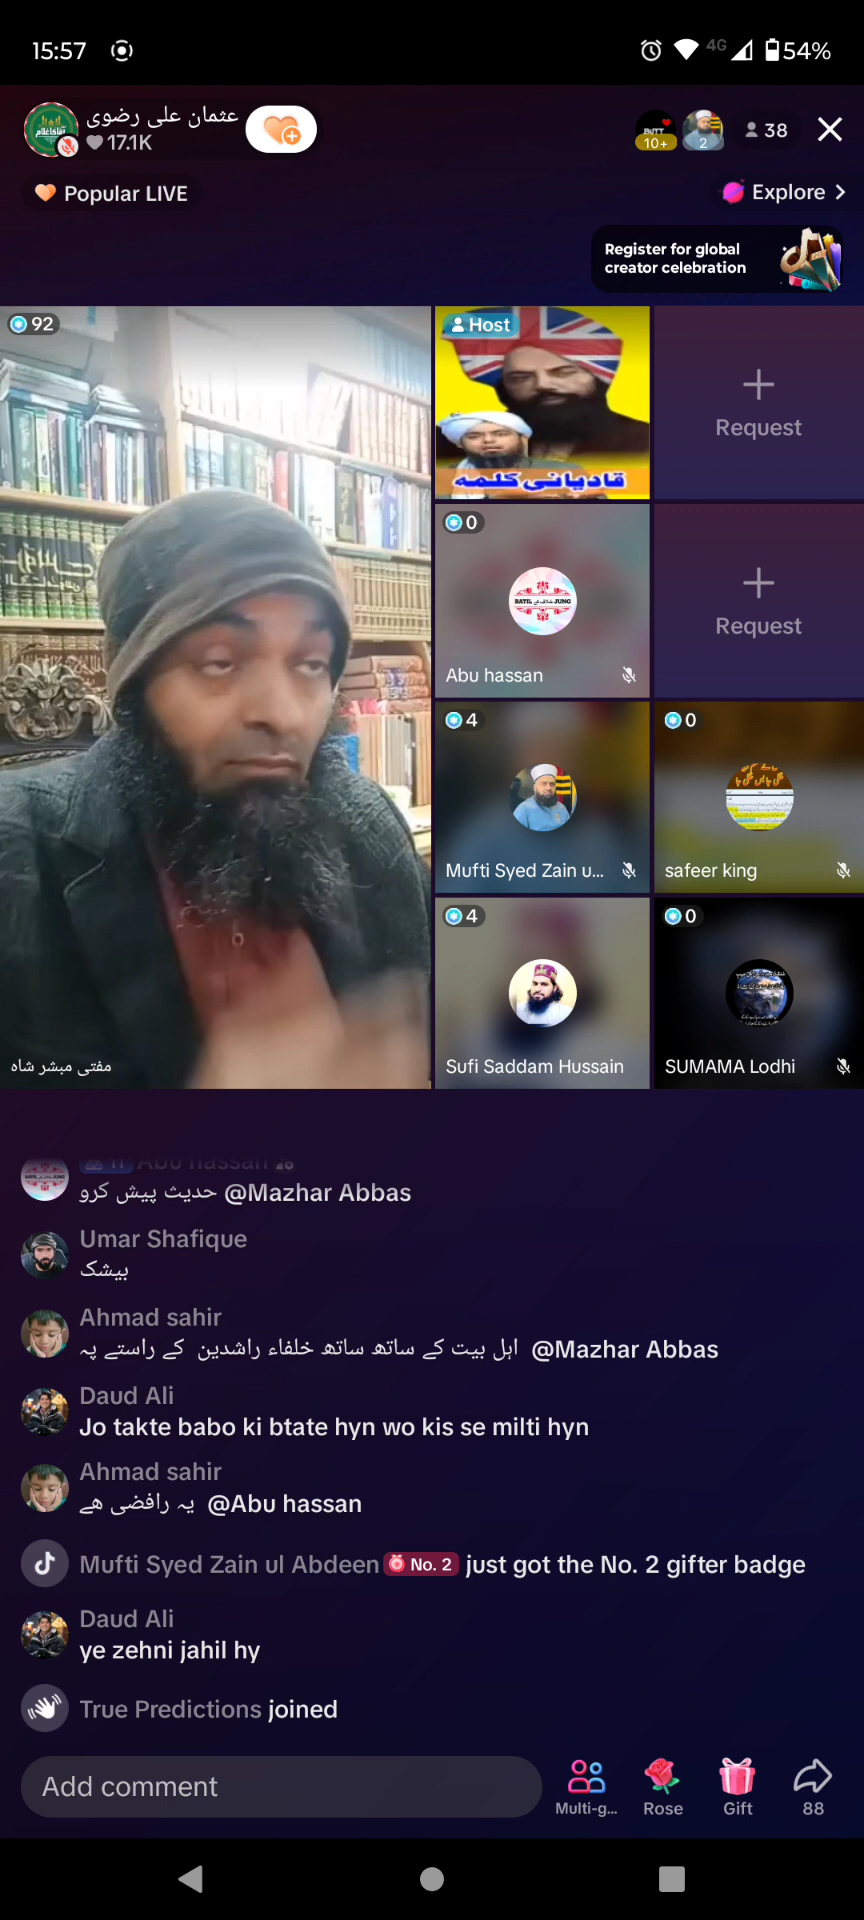 15:57
4G
54%
عثمان علی رضوی
17.1K
10+
2
38
Popular LIVE
Explore
Register for global
creator celebration
92
Host
قادیانی کلمہ
Request
0
BATIL
JUNG
Abu hassan
Request
4
Mufti Syed Zain u...
0
safeer king
4
Sufi Saddam Hussain
0
SUMAMA Lodhi
مفتی مبشر شاہ
11 Abu hassan
حدیث پیش کرو @Mazhar Abbas
Umar Shafique
بیشک
Ahmad sahir
اہل بیت کے ساتھ ساتھ خلفاء راشدین کے راستے پہ @Mazhar Abbas
Daud Ali
Jo takte babo ki btate hyn wo kis se milti hyn
Ahmad sahir
یہ رافضی ھے @Abu hassan
Mufti Syed Zain ul Abdeen No. 2 just got the No. 2 gifter badge
Daud Ali
ye zehni jahil hy
True Predictions joined
Add comment
Multi-g...
Rose
Gift
88